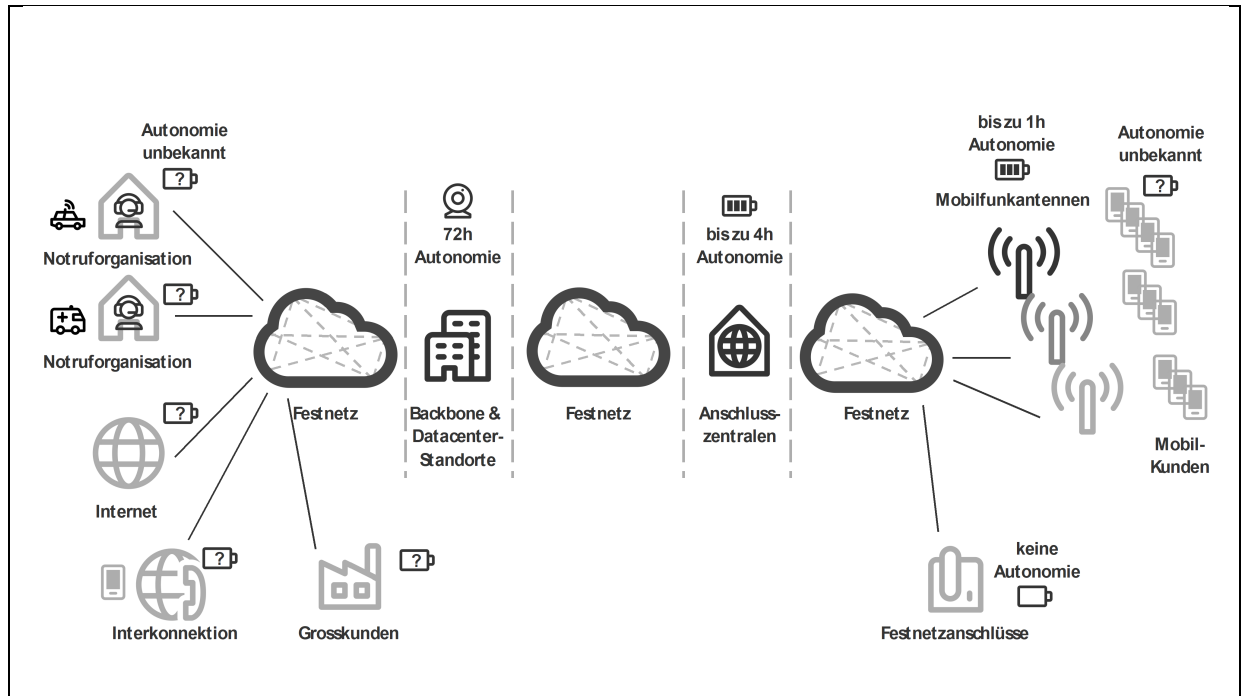 Autonomie
unbekannt
?
Notruforganisation
?
Notruforganisation
?
Internet
?
Interkonnektion
?
Grosskunden
Festnetz
72h
Autonomie
Backbone &
Datacenter-
Standorte
Festnetz
bis zu 4h
Autonomie
Anschluss-
zentralen
Festnetz
bis zu 1h
Autonomie
Mobilfunkantennen
Autonomie
unbekannt
?
Mobil-
Kunden
keine
Autonomie
Festnetzanschlüsse